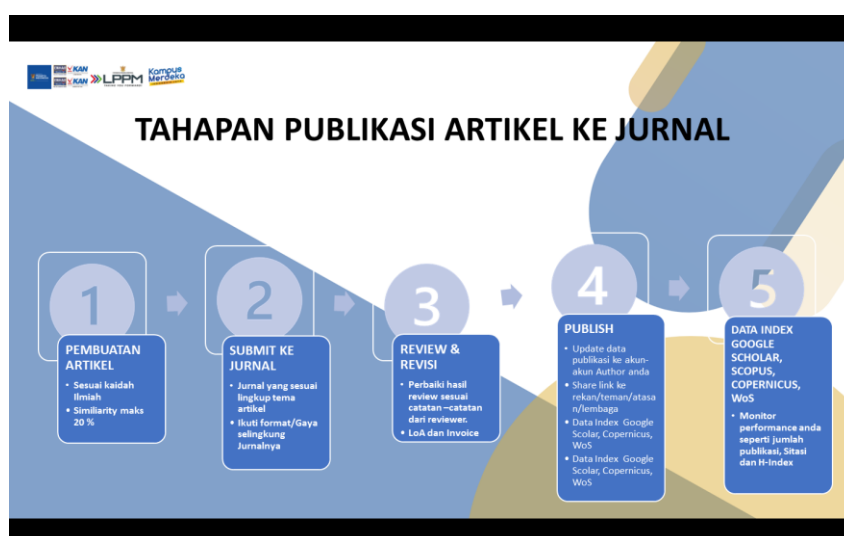 KAN
KAN
LPPM
Kampus
Merdeka
TAHAPAN PUBLIKASI ARTIKEL KE JURNAL
1
PEMBUATAN
ARTIKEL
• Sesuai kaidah
Ilmiah
• Similiarity maks
20 %
2
SUBMIT KE
JURNAL
• Jurnal yang sesuai
lingkup tema
artikel
• Ikuti format/Gaya
selingkung
Jurnalnya
3
REVIEW &
REVISI
• Perbaiki hasil
review sesuai
catatan –catatan
dari reviewer.
• LoA dan Invoice
4
PUBLISH
• Update data
publikasi ke akun-
akun Author anda
• Share link ke
rekan/teman/atasa
n/lembaga
• Data Index Google
Scolar, Copernicus,
WoS
• Data Index Google
Scolar, Copernicus,
WoS
5
DATA INDEX
GOOGLE
SCHOLAR,
SCOPUS,
COPERNICUS,
WoS
• Monitor
performance anda
seperti jumlah
publikasi, Sitasi
dan H-Index